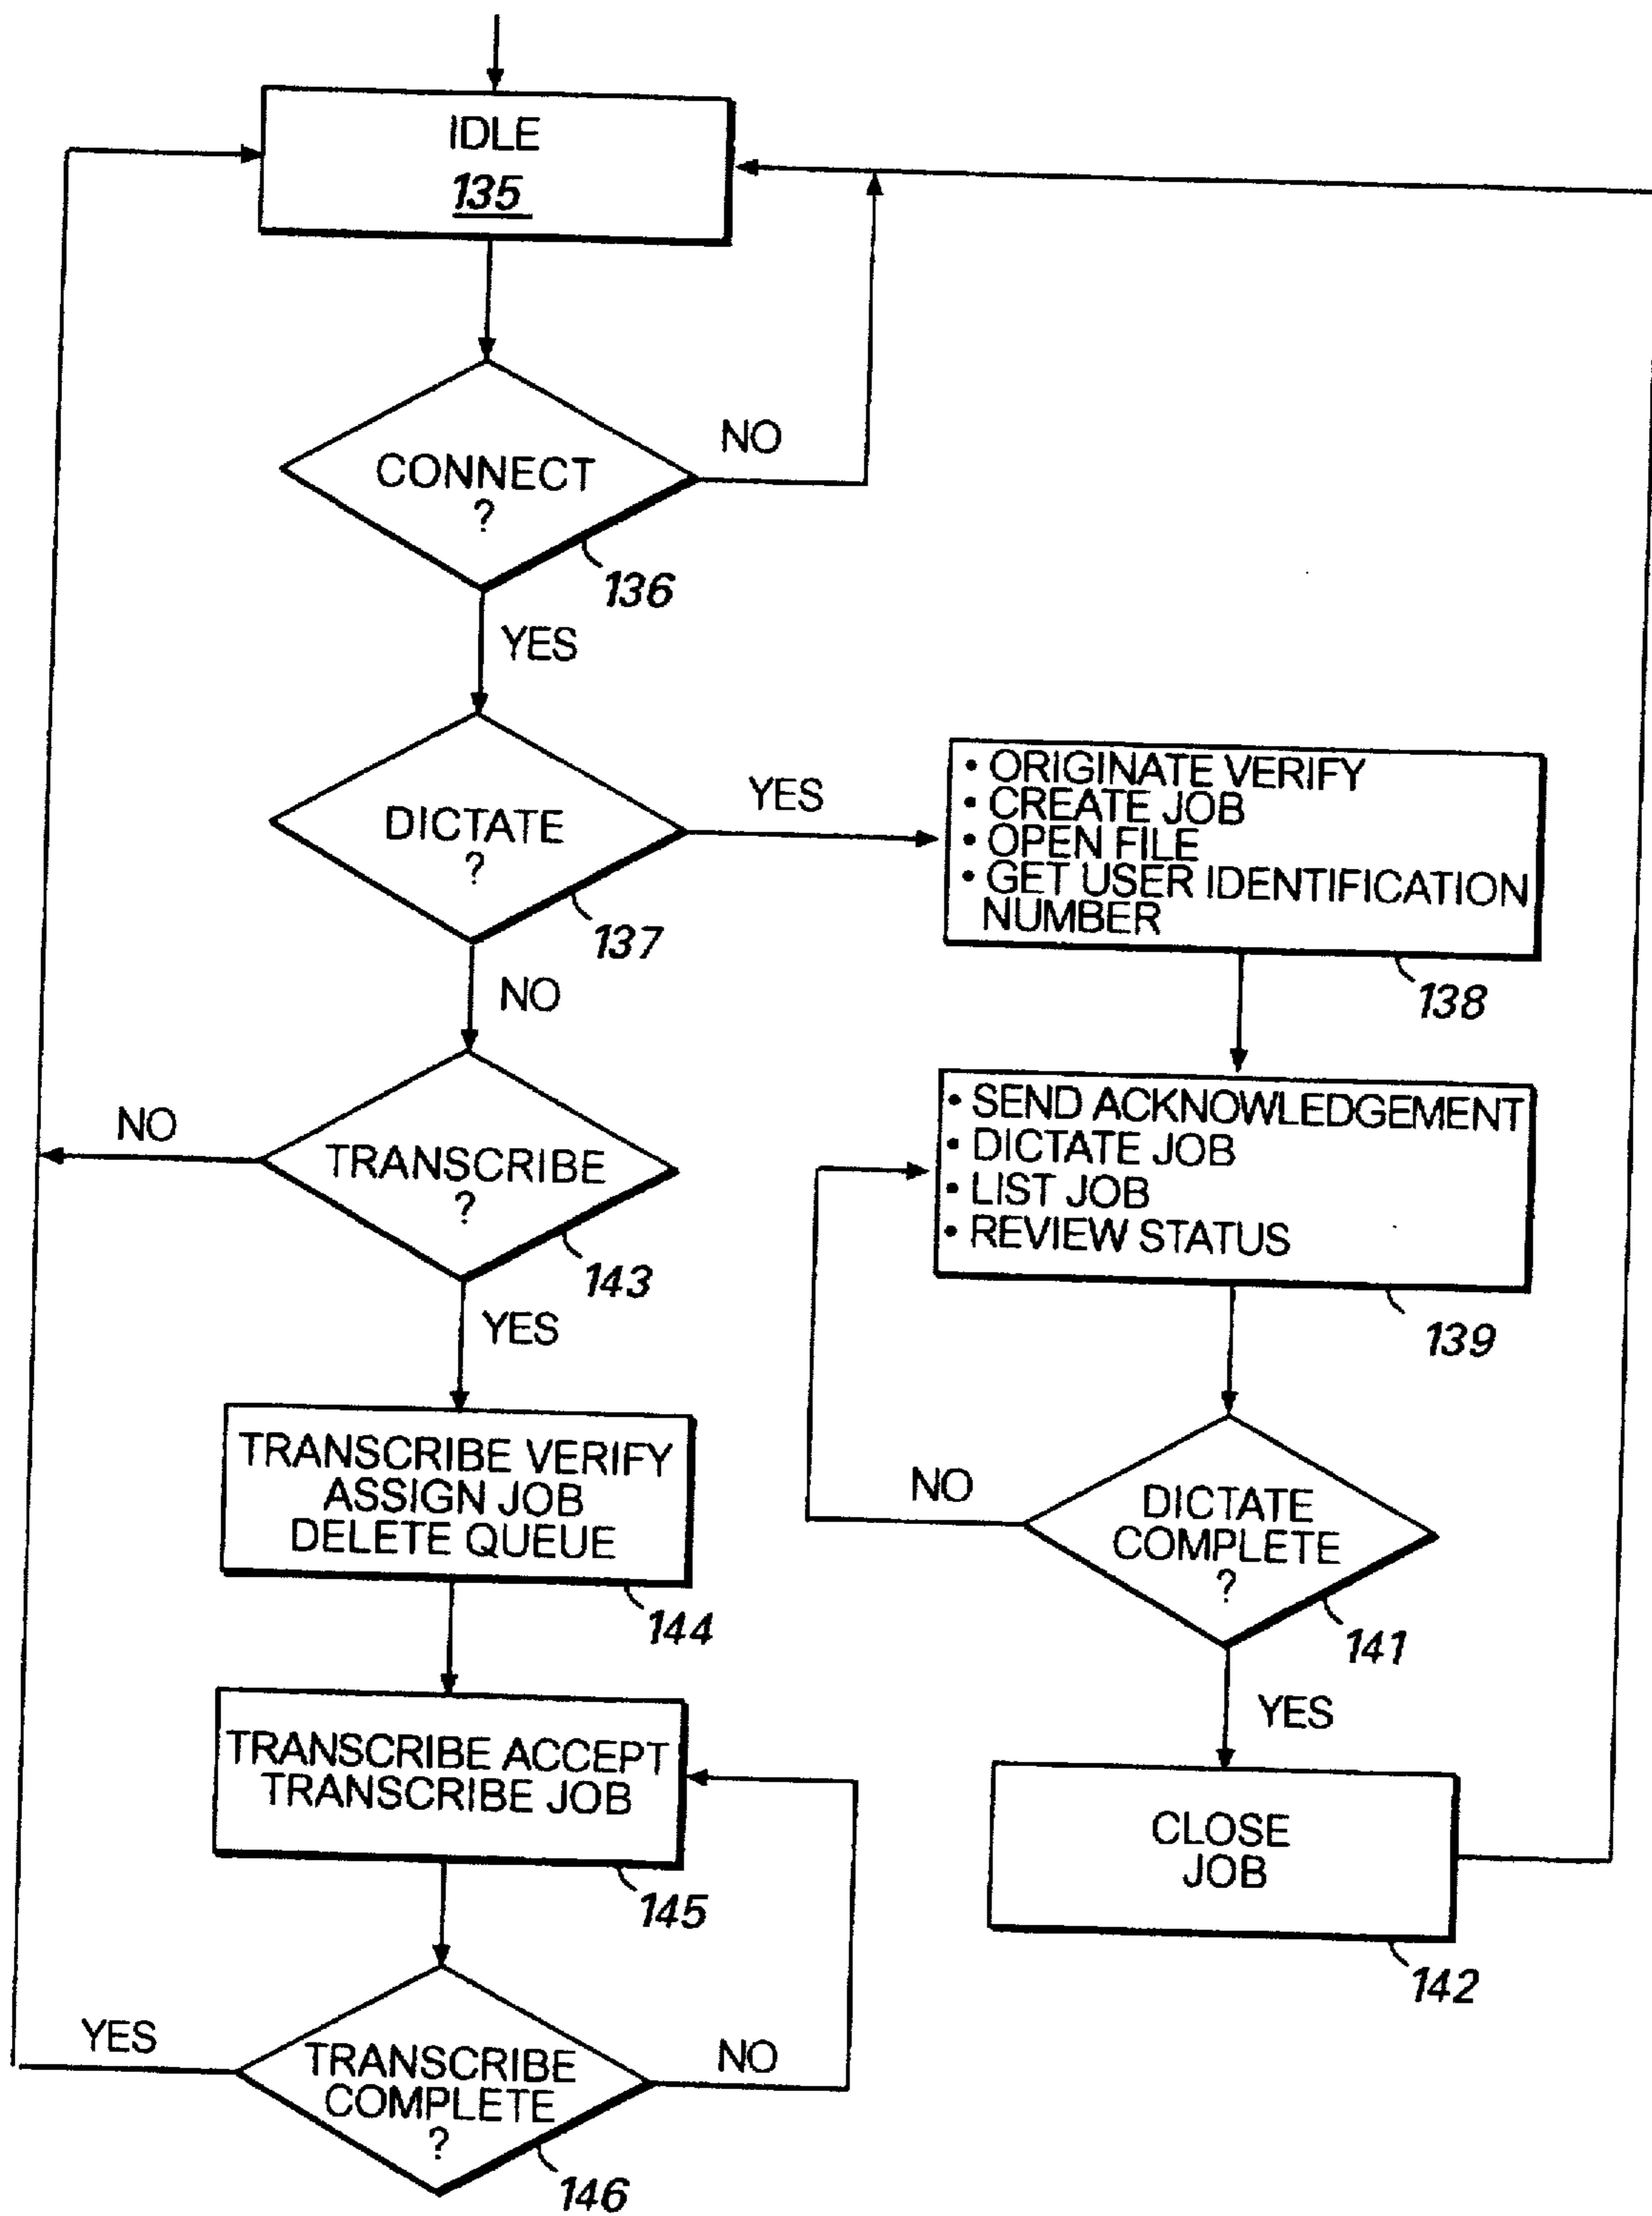 IDLE
135
CONNECT
?
NO
136
YES
DICTATE
?
YES
137
NO
• ORIGINATE VERIFY
• CREATE JOB
• OPEN FILE
• GET USER IDENTIFICATION
NUMBER
138
• SEND ACKNOWLEDGEMENT
• DICTATE JOB
• LIST JOB
• REVIEW STATUS
139
NO
TRANSCRIBE
?
143
YES
TRANSCRIBE VERIFY
ASSIGN JOB
DELETE QUEUE
144
NO
DICTATE
COMPLETE
?
141
YES
TRANSCRIBE ACCEPT
TRANSCRIBE JOB
145
CLOSE
JOB
142
YES
TRANSCRIBE
COMPLETE
?
NO
146